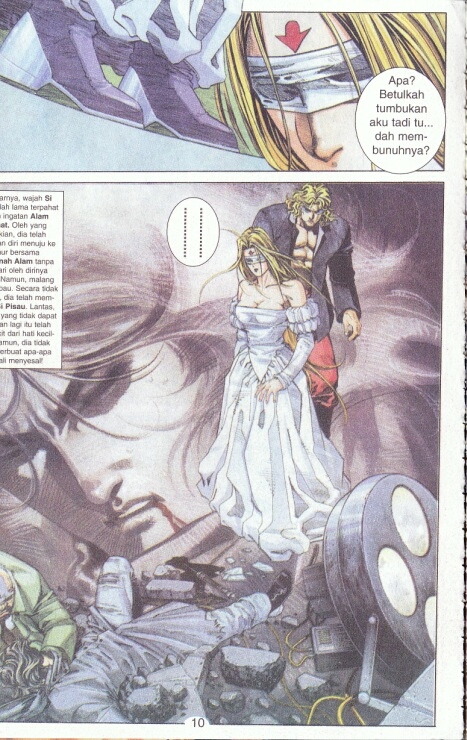 Apa?
Betulkah
tumbukan
aku tadi tu...
dah mem-
bunuhnya?
arnya, wajah Si
lah lama terpahat
ingatan Alam
at. Oleh yang
kian, dia telah
an diri menuju ke
ur bersama
nah Alam tanpa
ari oleh dirinya
Namun, malang
bau. Secara tidak
, dia telah mem-
i Pisau. Lantas,
yang tidak dapat
an lagi itu telah
cit dari hati kecil-
amun, dia tidak
erbuat apa-apa
ali menyesal!
10